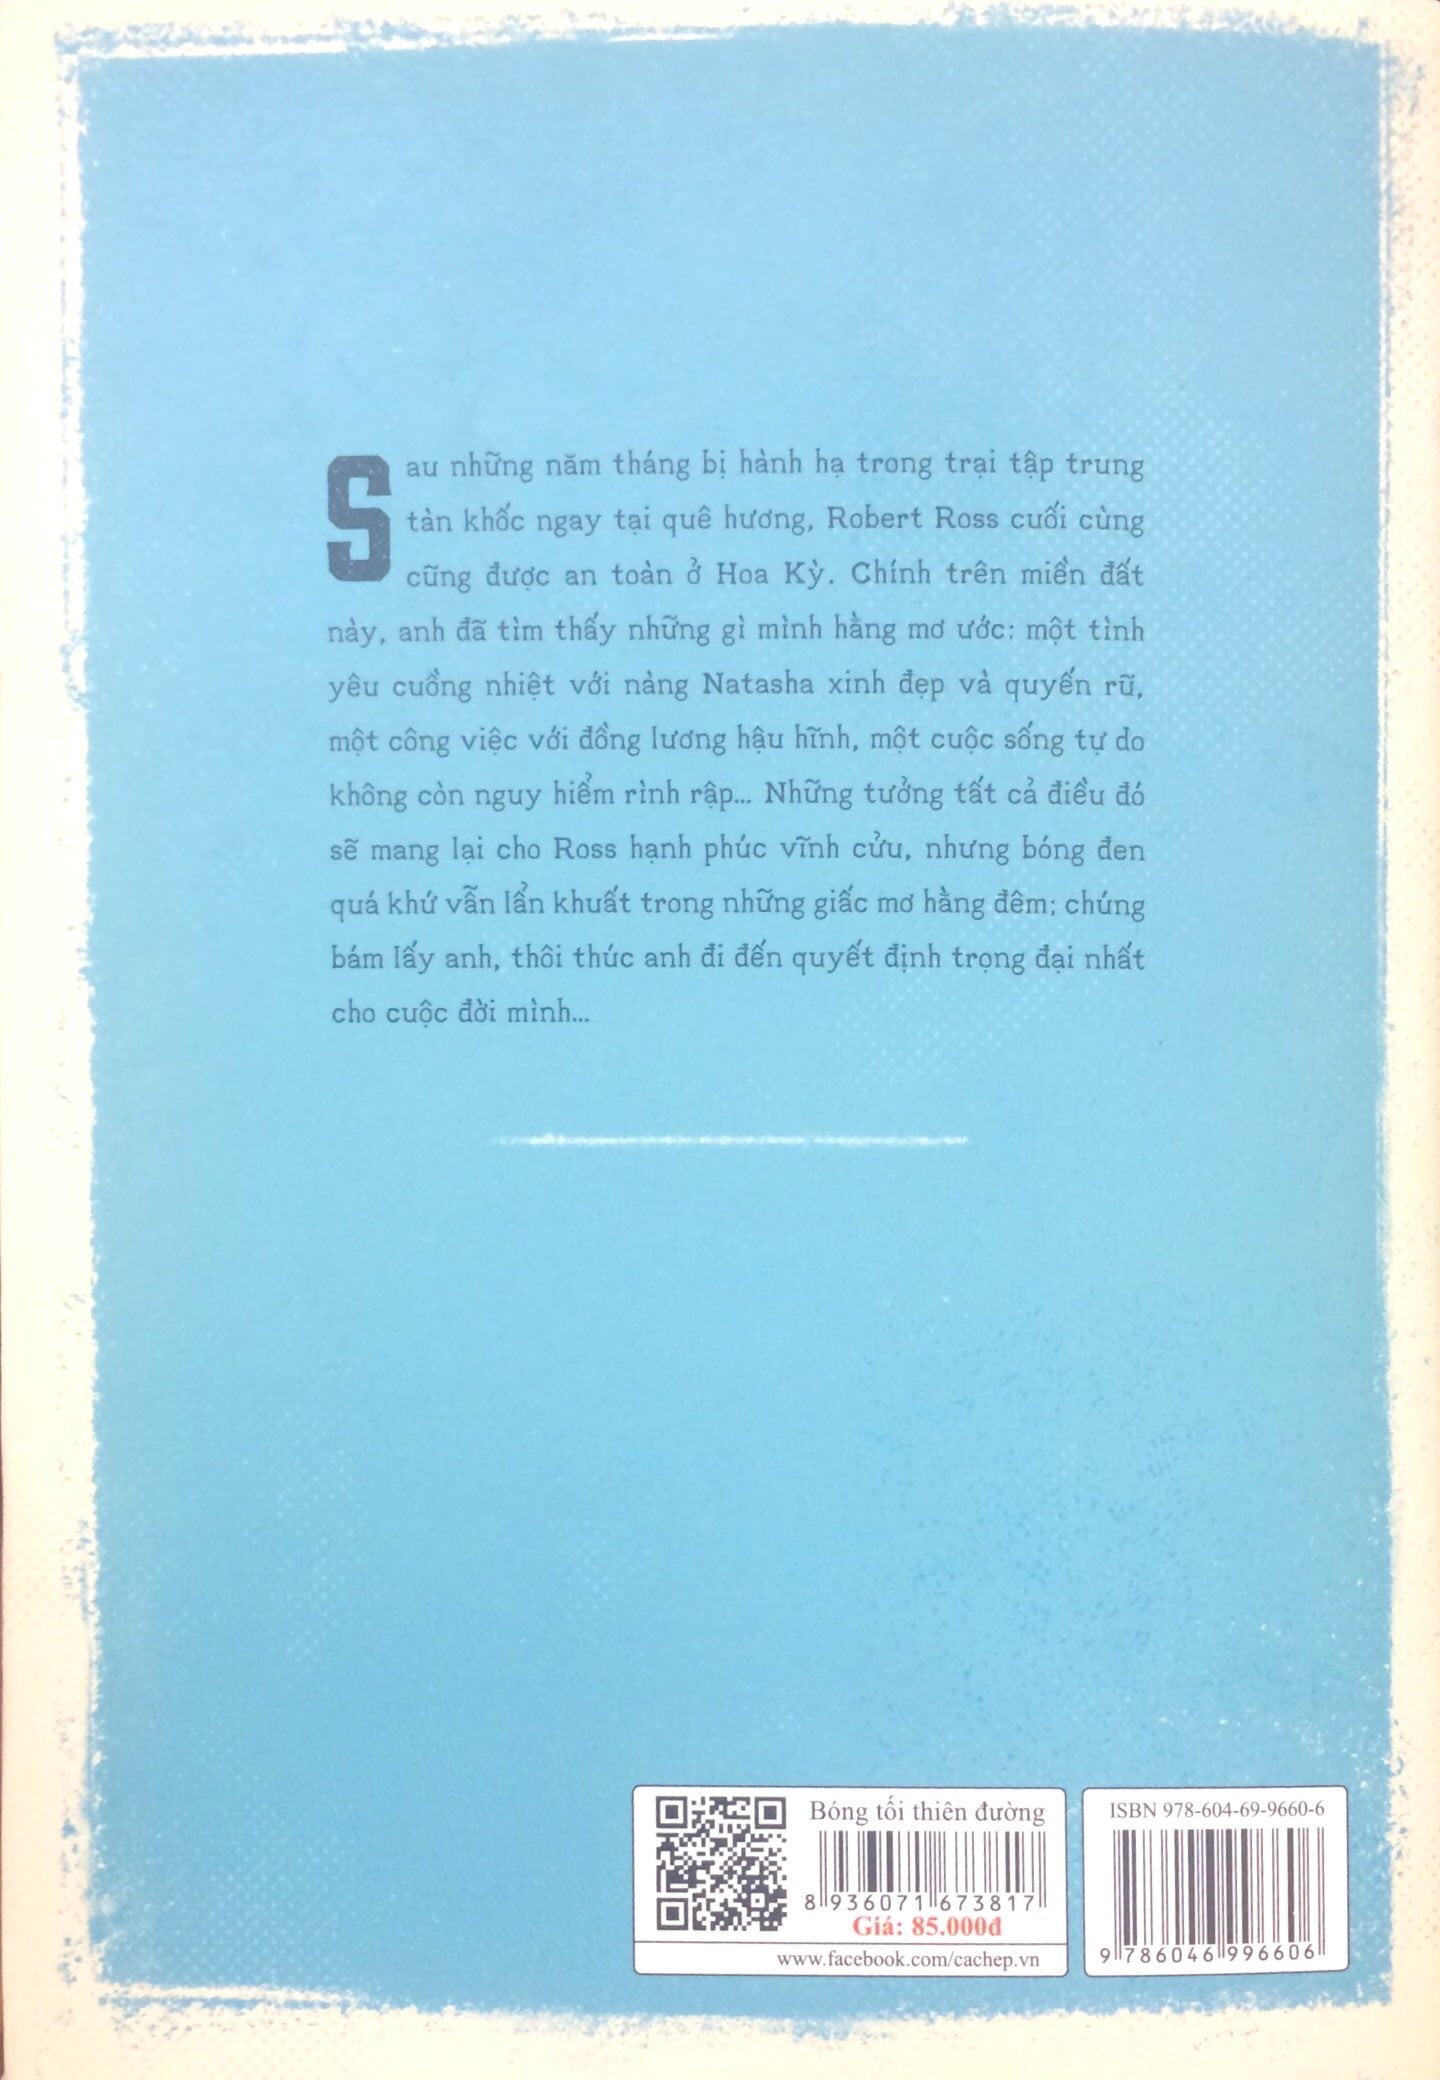 Sau những năm tháng bị hành hạ trong trại tập trung
tàn khốc ngay tại quê hương, Robert Ross cuối cùng
cũng được an toàn ở Hoa Kỳ. Chính trên miền đất
này, anh đã tìm thấy những gì mình hằng mơ ước: một tình
yêu cuồng nhiệt với nàng Natasha xinh đẹp và quyến rũ,
một công việc với đồng lương hậu hĩnh, một cuộc sống tự do
không còn nguy hiểm rình rập... Những tưởng tất cả điều đó
sẽ mang lại cho Ross hạnh phúc vĩnh cửu, nhưng bóng đen
quá khứ vẫn lẩn khuất trong những giấc mơ hằng đêm; chúng
bám lấy anh, thôi thúc anh đi đến quyết định trọng đại nhất
cho cuộc đời mình...
Bóng tối thiên đường
8 936071 673817
Giá: 85.000đ
www.facebook.com/cachep.vn
ISBN 978-604-69-9660-6
9 786046 996606